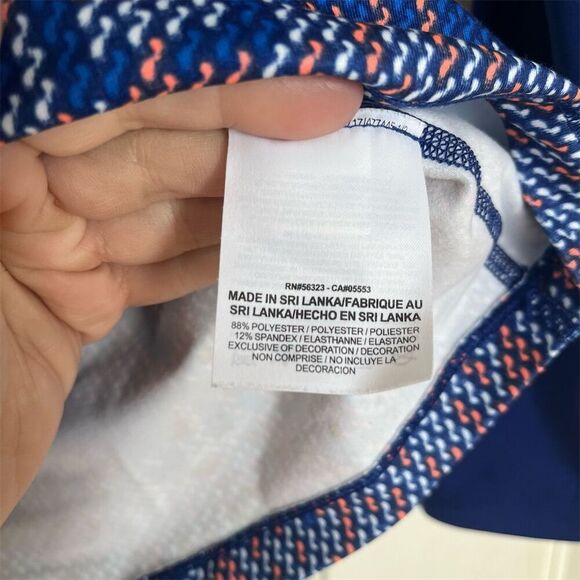 RN#56323 - CA#05553
MADE IN SRI LANKA/FABRIQUE AU
SRI LANKA/HECHO EN SRI LANKA
88% POLYESTER / POLYESTER / POLIESTER
12% SPANDEX / ELASTHANNE / ELASTANO
EXCLUSIVE OF DECORATION / DECORATION
NON COMPRISE / NO INCLUYE LA
DECORACION